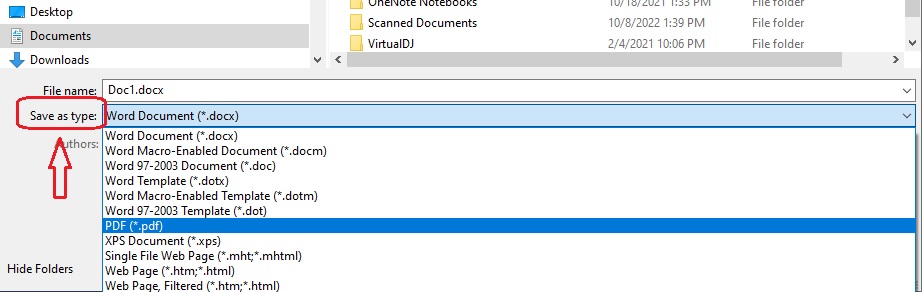 Desktop
Documents
Downloads
OneNote Notebooks 10/18/2021 1:33 PM File folder
Scanned Documents 10/8/2022 1:39 PM File folder
VirtualDJ 2/4/2021 10:06 PM File folder
File name: Doc1.docx
Save as type: Word Document (*.docx)
Authors:
Word Document (*.docx)
Word Macro-Enabled Document (*.docm)
Word 97-2003 Document (*.doc)
Word Template (*.dotx)
Word Macro-Enabled Template (*.dotm)
Word 97-2003 Template (*.dot)
PDF (*.pdf)
XPS Document (*.xps)
Single File Web Page (*.mht;*.mhtml)
Web Page (*.htm;*.html)
Web Page, Filtered (*.htm;*.html)
Hide Folders